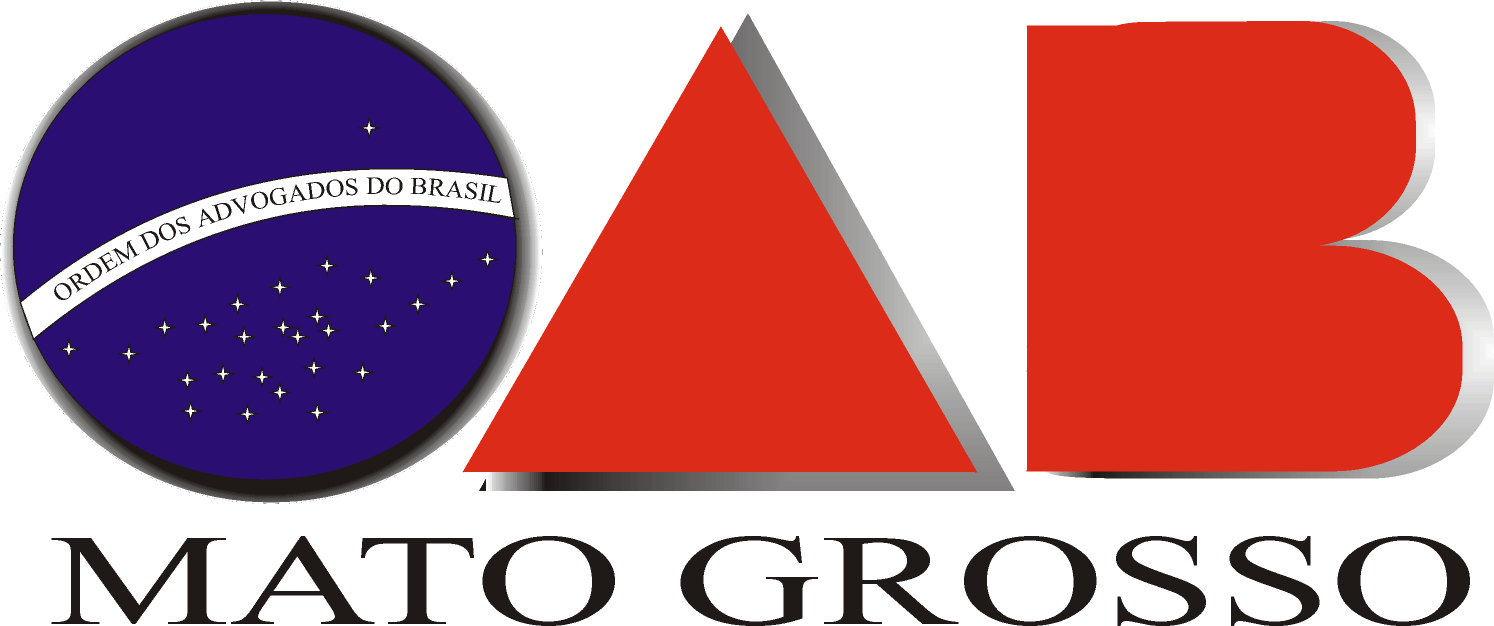 ORDEM DOS ADVOGADOS DO BRASIL
OAB
MATO GROSSO